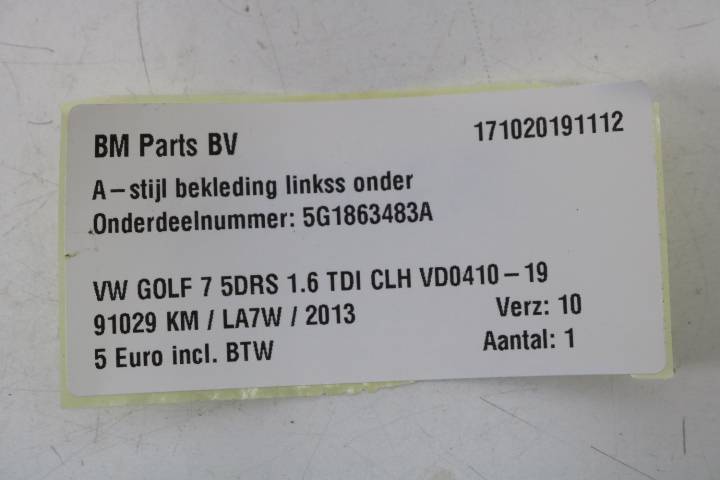 BM Parts BV 171020191112
A-stijl bekleding linkss onder
Onderdeelnummer: 5G1863483A
VW GOLF 7 5DRS 1.6 TDI CLH VD0410-19
91029 KM / LA7W / 2013 Verz: 10
5 Euro incl. BTW Aantal: 1